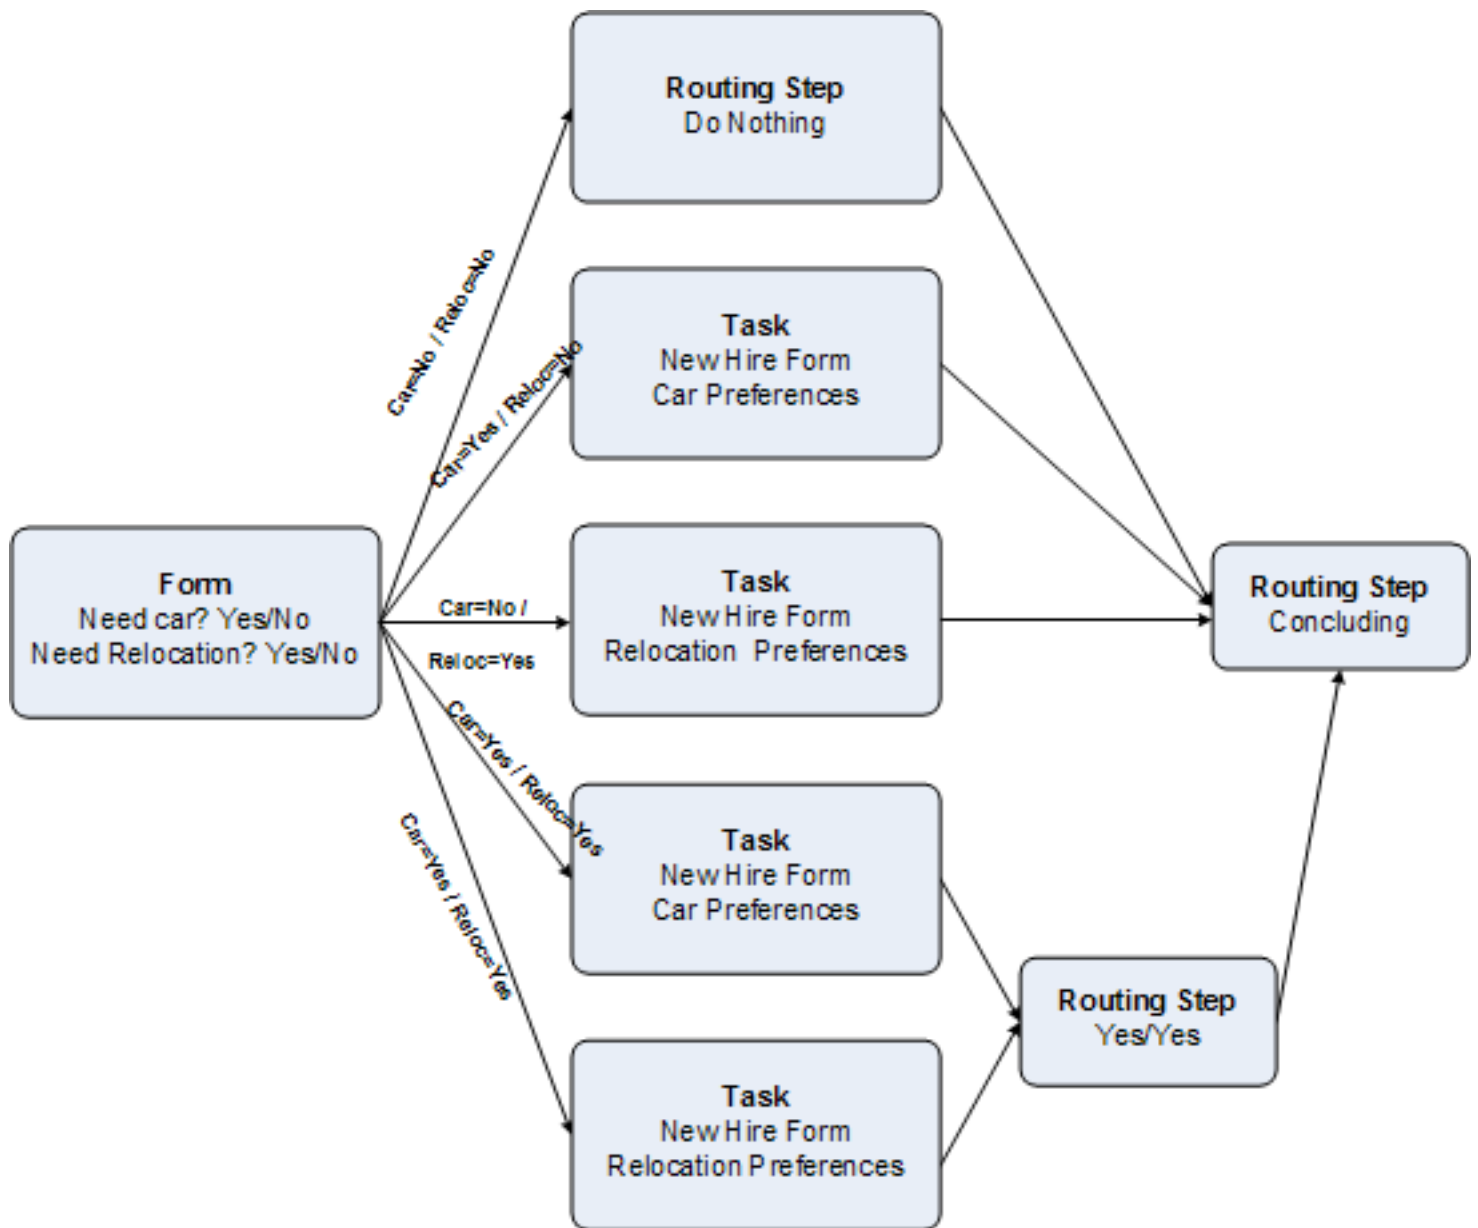 Routing Step
Do Nothing
Car=No / Reloc=No
Task
New Hire Form
Car Preferences
Car=Yes / Reloc=No
Form
Need car? Yes/No
Need Relocation? Yes/No
Car=No /
Reloc=Yes
Task
New Hire Form
Relocation Preferences
Routing Step
Concluding
Car=Yes / Reloc=Yes
Task
New Hire Form
Car Preferences
Car=Yes / Reloc=Yes
Routing Step
Yes/Yes
Task
New Hire Form
Relocation Preferences